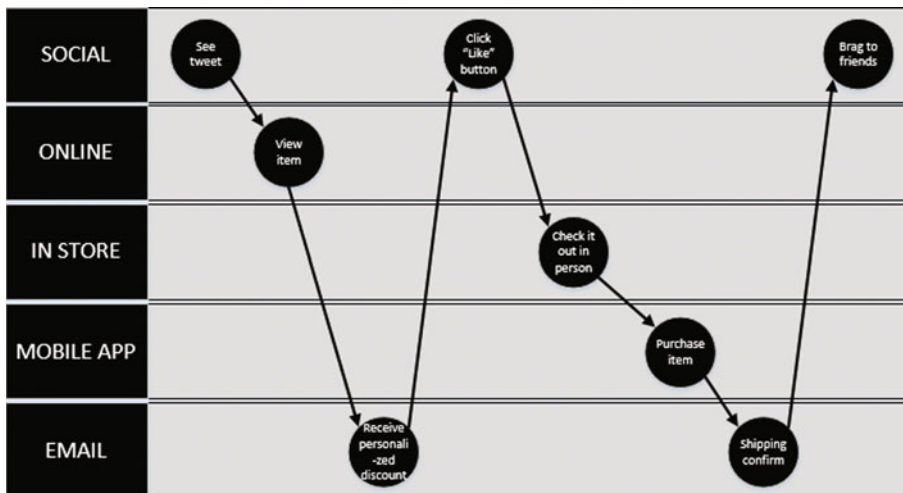 SOCIAL
See
tweet
Click
"Like"
button
Brag to
friends
ONLINE
View
item
IN STORE
Check it
out in
person
MOBILE APP
Purchase
item
EMAIL
Receive
personali
-zed
discount
Shipping
confirm